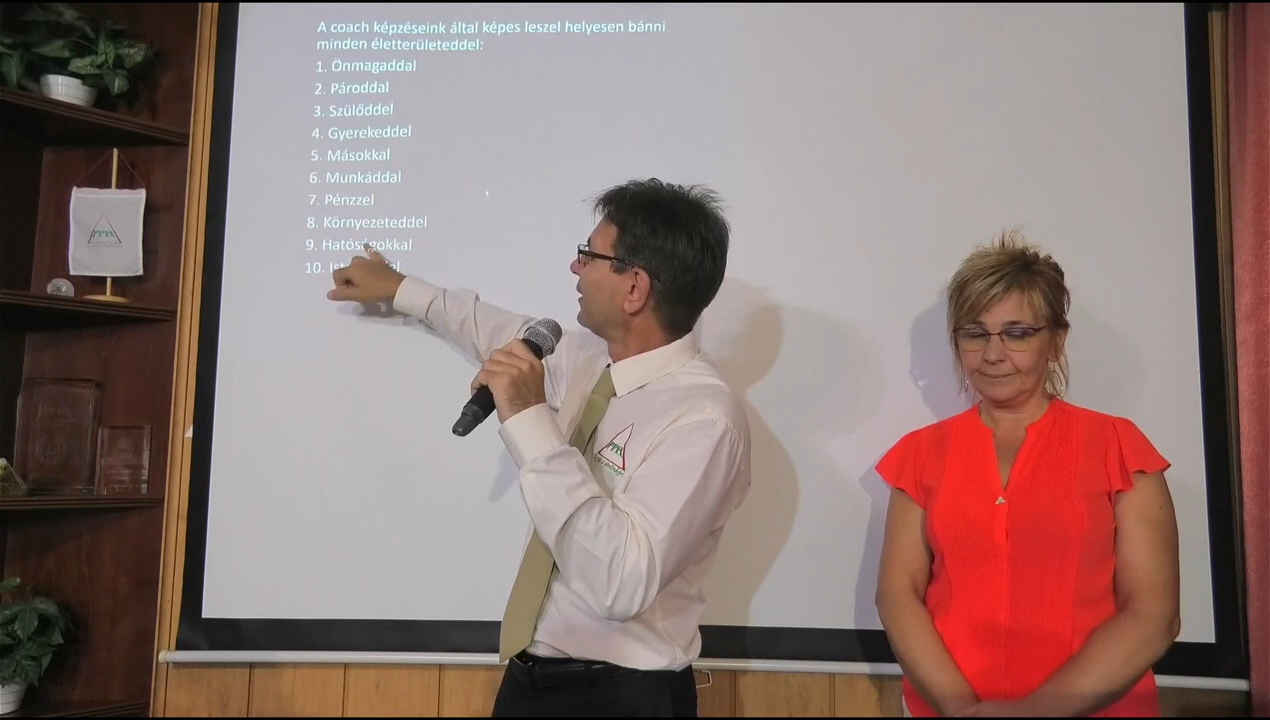 A coach képzéseink által képes leszel helyesen bánni
minden életterületeddel:
1. Önmagaddal
2. Pároddal
3. Szülőddel
4. Gyerekeddel
5. Másokkal
6. Munkáddal
7. Pénzzel
8. Környezeteddel
9. Hatóságokkal
10.